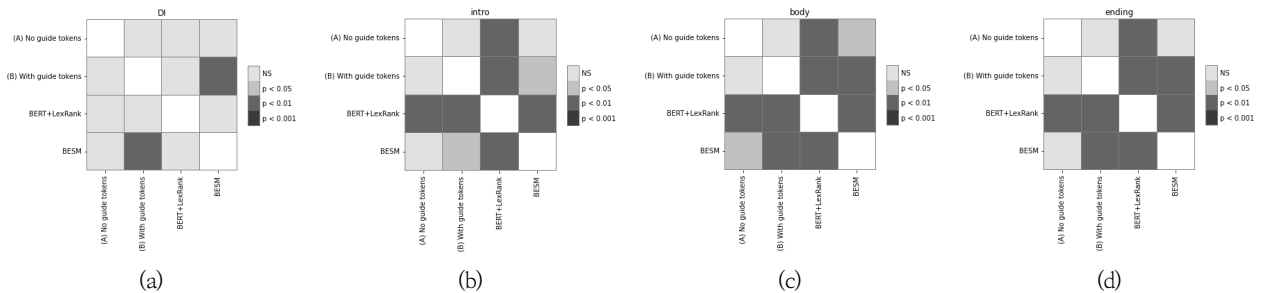 DI
(A) No guide tokens
(B) With guide tokens
BERT+LexRank
BESM
(A) No guide tokens
(B) With guide tokens
BERT+LexRank
BESM
NS
p < 0.05
p < 0.01
p < 0.001
(a)
intro
(A) No guide tokens
(B) With guide tokens
BERT+LexRank
BESM
(A) No guide tokens
(B) With guide tokens
BERT+LexRank
BESM
NS
p < 0.05
p < 0.01
p < 0.001
(b)
body
(A) No guide tokens
(B) With guide tokens
BERT+LexRank
BESM
(A) No guide tokens
(B) With guide tokens
BERT+LexRank
BESM
NS
p < 0.05
p < 0.01
p < 0.001
(c)
ending
(A) No guide tokens
(B) With guide tokens
BERT+LexRank
BESM
(A) No guide tokens
(B) With guide tokens
BERT+LexRank
BESM
NS
p < 0.05
p < 0.01
p < 0.001
(d)